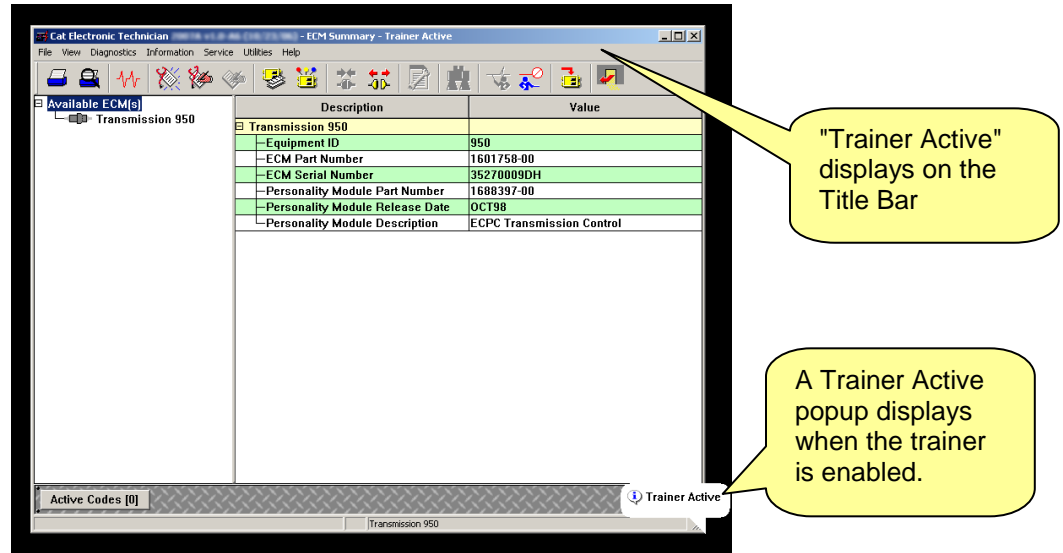 Cat Electronic Technician - ECM Summary - Trainer Active
File View Diagnostics Information Service Utilities Help
Available ECM[s]
Transmission 950
Description Value
Transmission 950
Equipment ID 950
ECM Part Number 1601758-00
ECM Serial Number 35270009DH
Personality Module Part Number 1688397-00
Personality Module Release Date OCT98
Personality Module Description ECPC Transmission Control
"Trainer Active"
displays on the
Title Bar
A Trainer Active
popup displays
when the trainer
is enabled.
Active Codes [0]
Trainer Active
Transmission 950